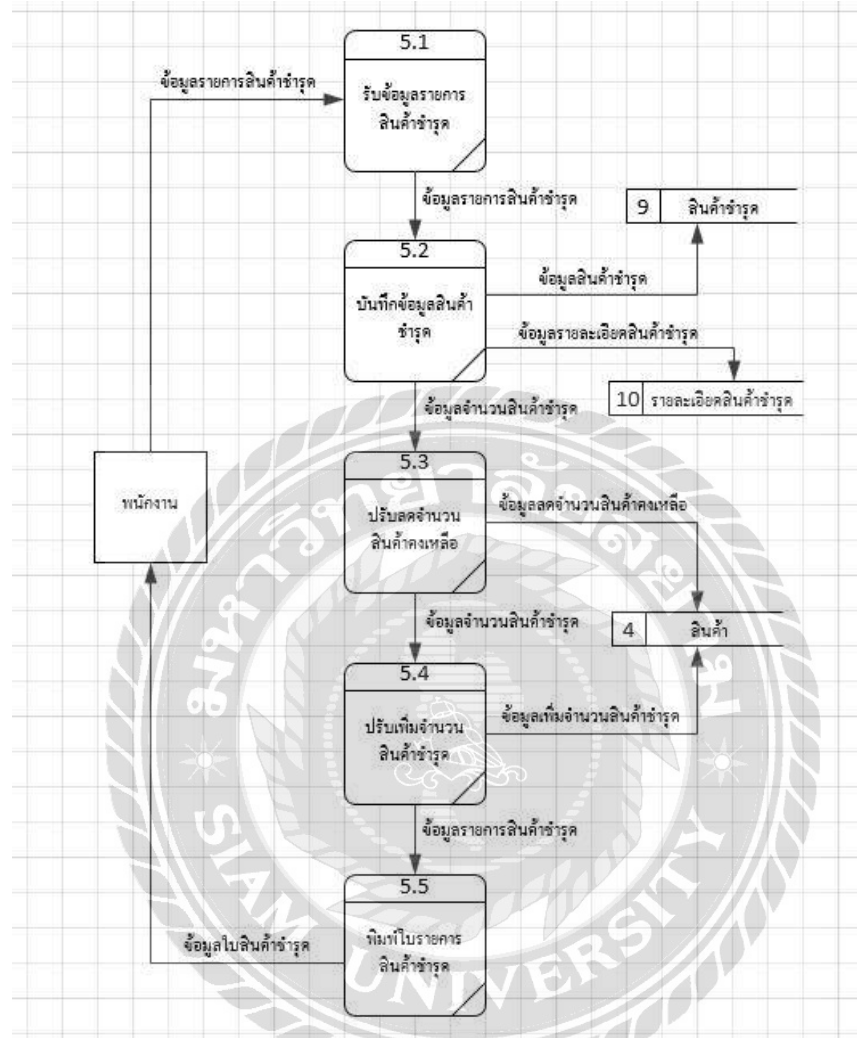 5.1
ข้อมูลรายการสินค้าชำรุด
รับข้อมูลรายการ
สินค้าชำรุด
ข้อมูลรายการสินค้าชำรุด
9 สินค้าชำรุด
5.2
บันทึกข้อมูลสินค้า
ชำรุด
ข้อมูลสินค้าชำรุด
ข้อมูลรายละเอียดสินค้าชำรุด
10 รายละเอียดสินค้าชำรุด
ข้อมูลจำนวนสินค้าชำรุด
5.3
พนักงาน
ปรับลดจำนวน
สินค้าคงเหลือ
ข้อมูลลดจำนวนสินค้าคงเหลือ
ข้อมูลจำนวนสินค้าชำรุด
4 สินค้า
5.4
ปรับเพิ่มจำนวน
สินค้าชำรุด
ข้อมูลเพิ่มจำนวนสินค้าชำรุด
ข้อมูลรายการสินค้าชำรุด
5.5
พิมพ์ใบรายการ
สินค้าชำรุด
ข้อมูลใบสินค้าชำรุด
มหาวิทยาลัยสยาม
SIAM UNIVERSITY